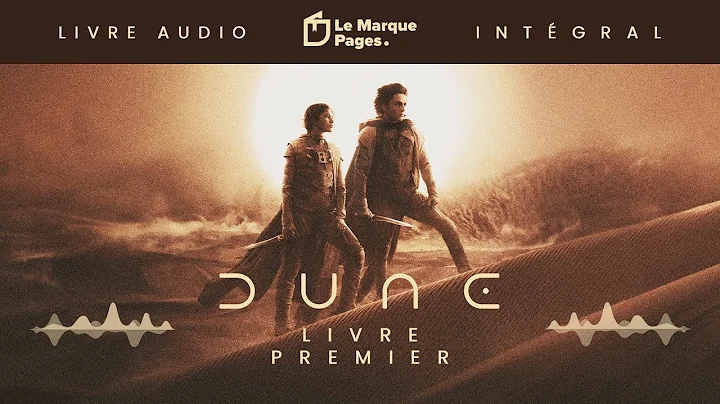 LIVRE AUDIO
Le Marque
Pages.
INTÉGRAL
DUNE
LIVRE
PREMIER